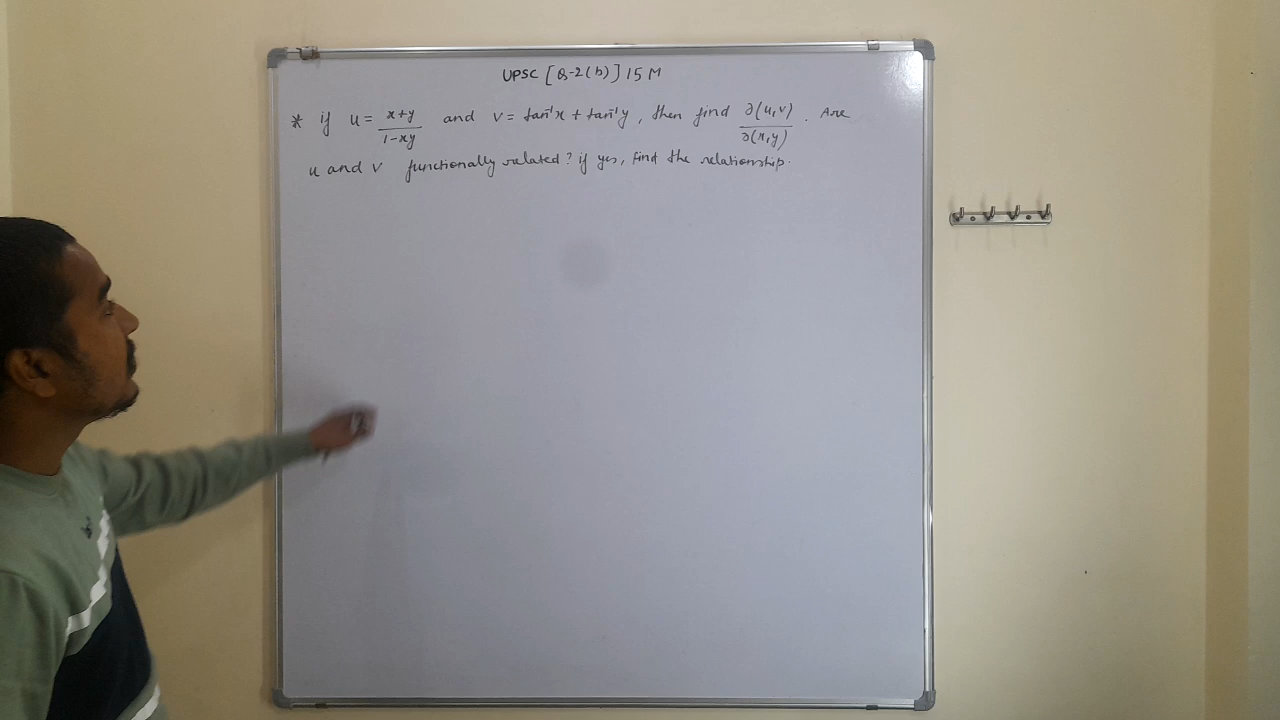 UPSC [Q-2(b)] 15 M
* if u = x+y/1-xy and v = tan⁻¹x + tan⁻¹y, then find ∂(u,v)/∂(x,y). Are
u and v functionally related? if yes, find the relationship.